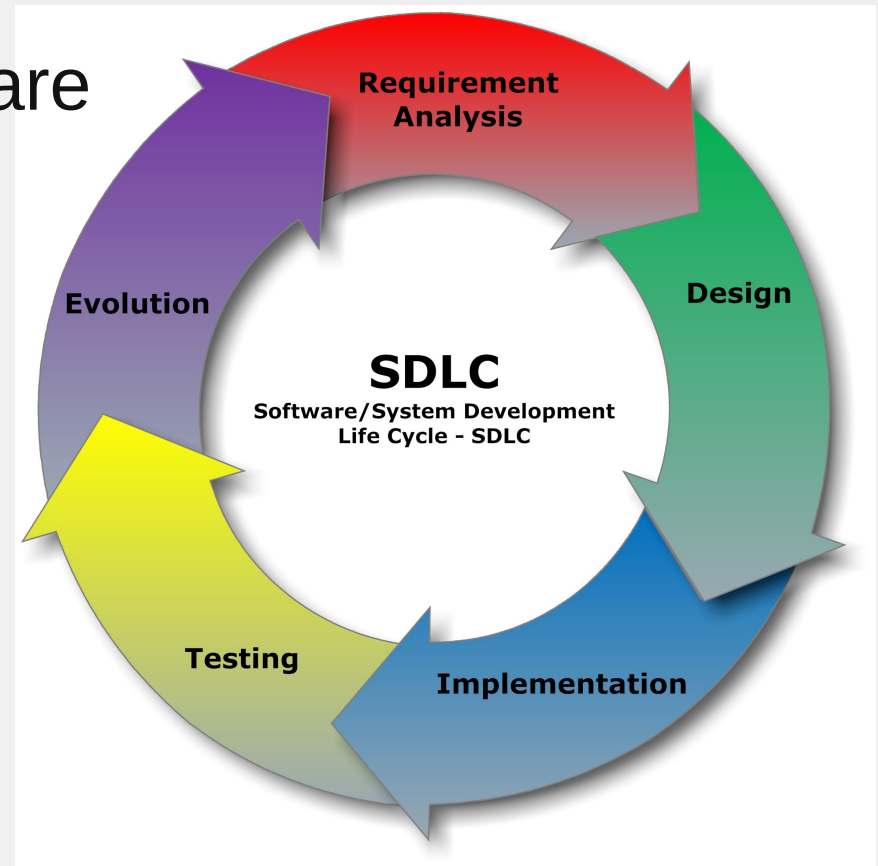 are
Requirement
Analysis
Design
Evolution
SDLC
Software/System Development
Life Cycle - SDLC
Testing
Implementation